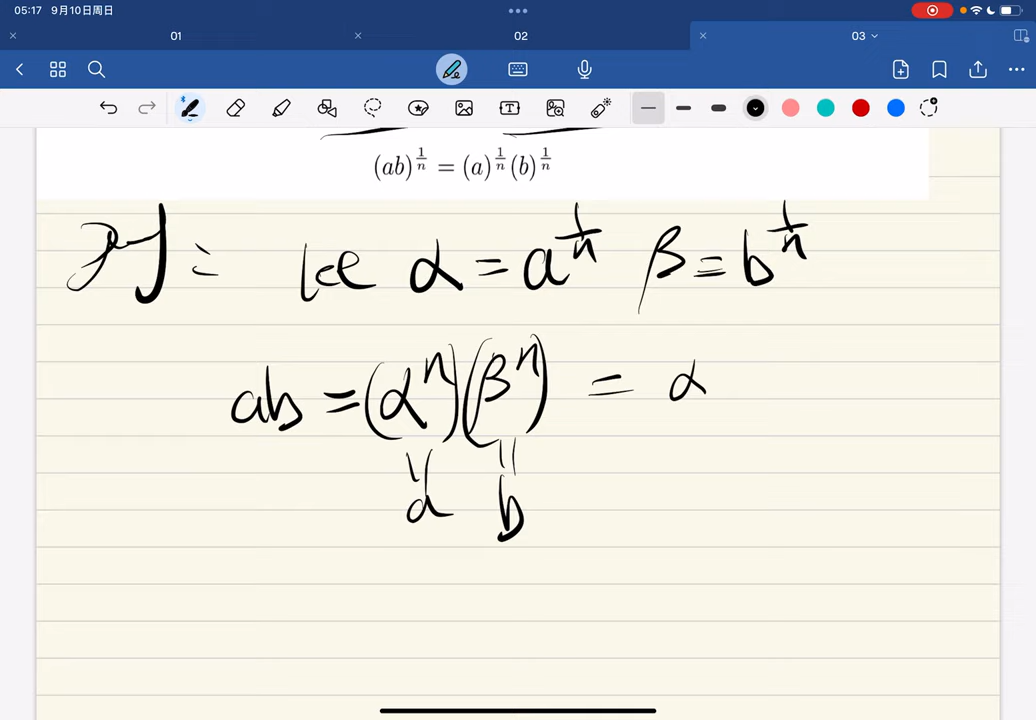 05:17 9月10日周日
01 02 03
(ab)^{1/n} = (a)^{1/n}(b)^{1/n}
Pf: let α = a^{1/n} β = b^{1/n}
ab = (α^n)(β^n) = α
|| ||
a b